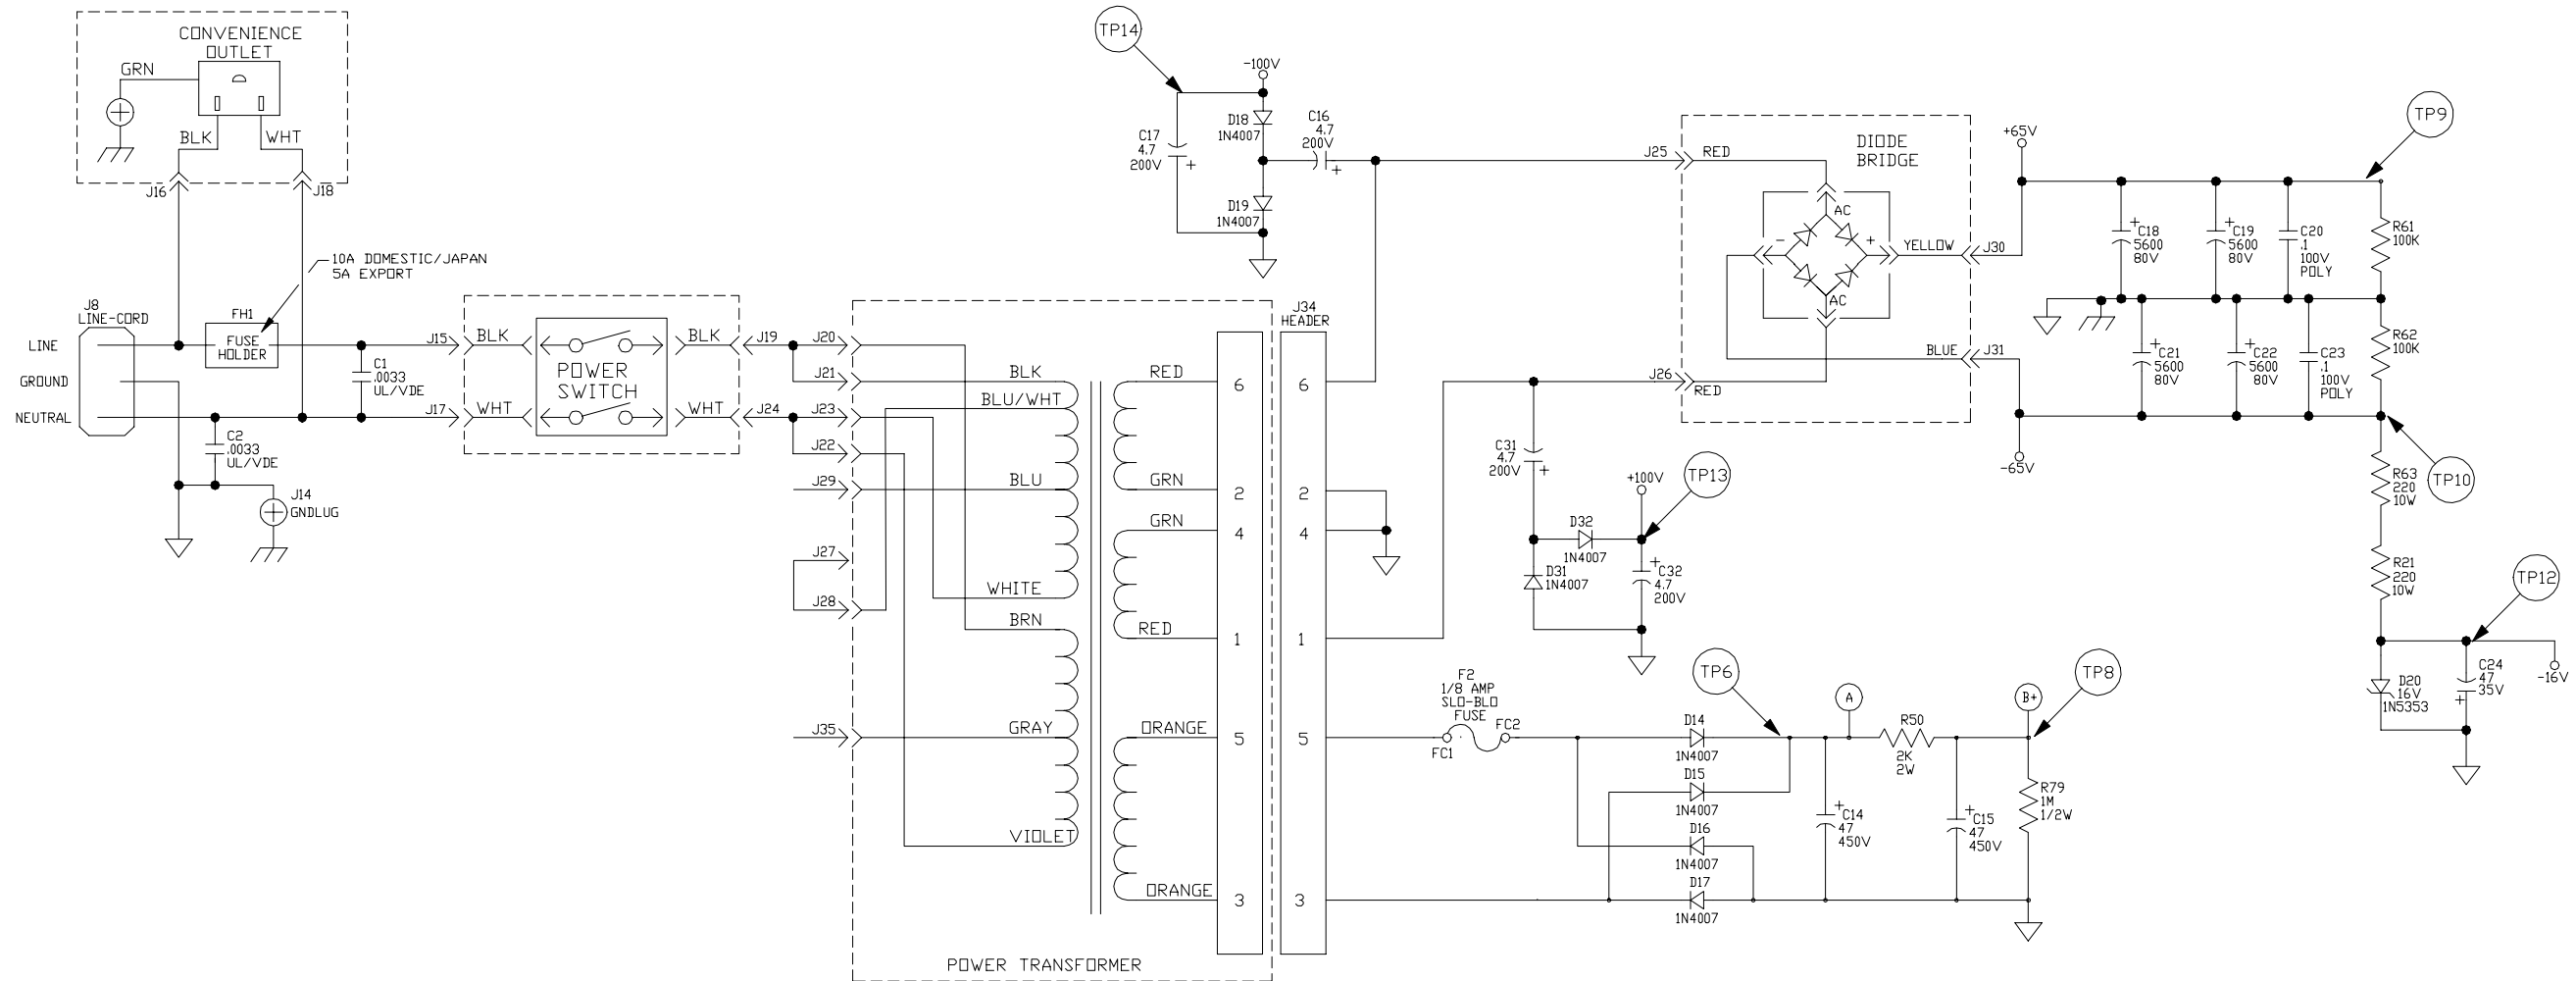 CONVENIENCE
OUTLET
GRN
BLK
WHT
J16
J18
10A DOMESTIC/JAPAN
5A EXPORT
J8
LINE-CORD
LINE
GROUND
NEUTRAL
FH1
FUSE
HOLDER
C1
.0033
UL/VDE
C2
.0033
UL/VDE
J14
GNDLUG
J15
BLK
J17
WHT
POWER
SWITCH
BLK
J19
WHT
J24
J20
J21
J23
J22
J29
J27
J28
J35
BLK
BLU/WHT
BLU
WHITE
BRN
GRAY
VIOLET
RED
GRN
GRN
RED
ORANGE
ORANGE
6
2
4
1
5
3
POWER TRANSFORMER
J34
HEADER
6
2
4
1
5
3
TP14
-100V
C17
4.7
200V
+
D18
1N4007
D19
1N4007
C16
4.7
200V
+
J25
RED
J26
RED
DIODE
BRIDGE
AC
-
+
AC
YELLOW
J30
BLUE
J31
+65V
-65V
TP9
+
C18
5600
80V
+
C19
5600
80V
C20
.1
100V
POLY
R61
100K
+
C21
5600
80V
+
C22
5600
80V
C23
.1
100V
POLY
R62
100K
TP10
R63
220
10W
R21
220
10W
TP12
D20
16V
1N5353
C24
47
35V
+
-16V
C31
4.7
200V
+
+100V
TP13
D32
1N4007
D31
1N4007
+
C32
4.7
200V
F2
1/8 AMP
SLO-BLO
FUSE
FC1
FC2
D14
1N4007
D15
1N4007
D16
1N4007
D17
1N4007
TP6
A
R50
2K
2W
B+
TP8
+
C14
47
450V
+
C15
47
450V
R79
1M
1/2W